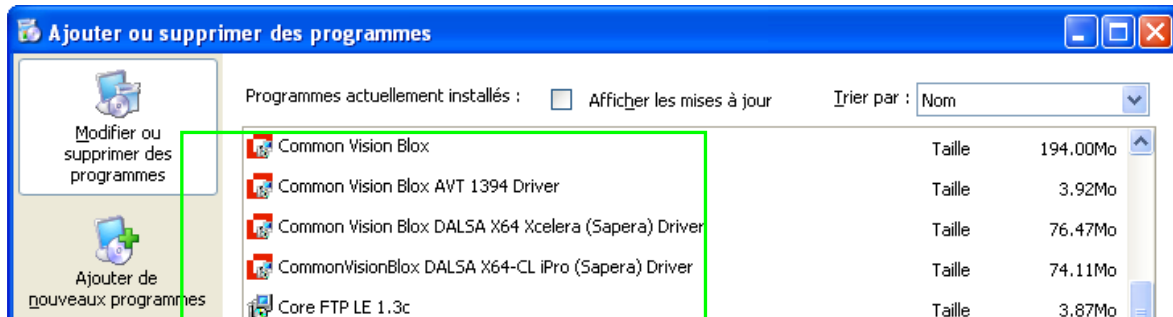 Ajouter ou supprimer des programmes
Modifier ou
supprimer des
programmes
Ajouter de
nouveaux programmes
Programmes actuellement installés : Afficher les mises à jour Trier par : Nom
Common Vision Blox Taille 194.00Mo
Common Vision Blox AVT 1394 Driver Taille 3.92Mo
Common Vision Blox DALSA X64 Xcelera (Sapera) Driver Taille 76.47Mo
CommonVisionBlox DALSA X64-CL iPro (Sapera) Driver Taille 74.11Mo
Core FTP LE 1.3c Taille 3.87Mo